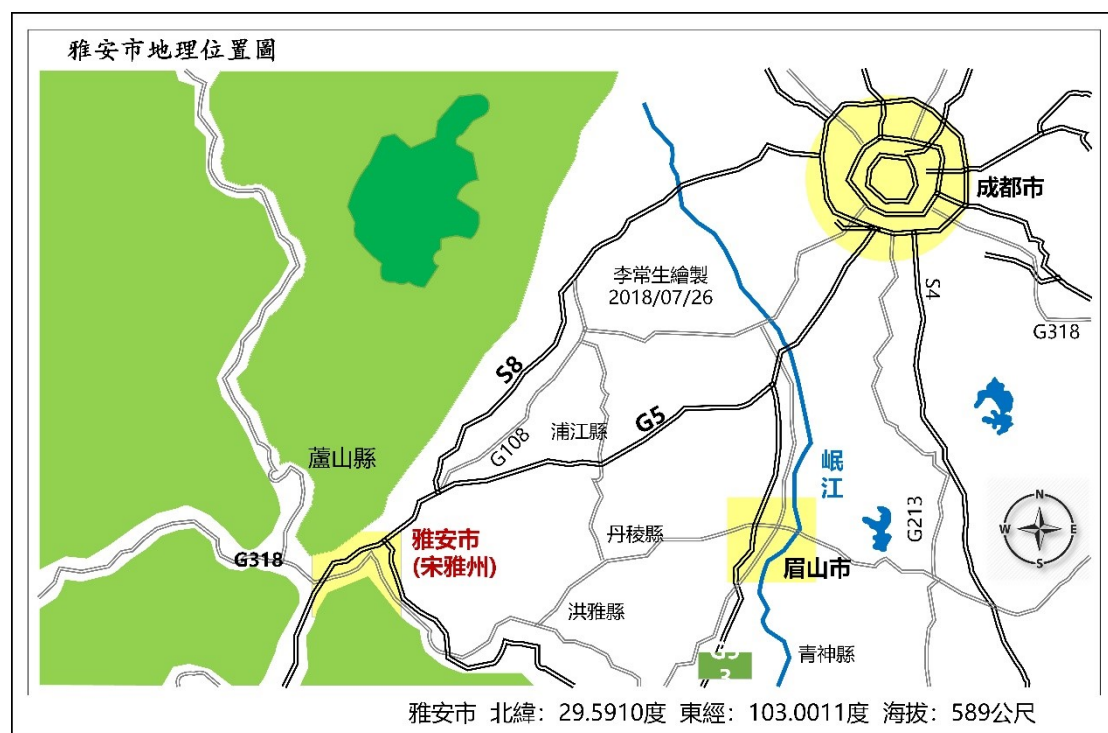 雅安市地理位置圖
成都市
李常生繪製
2018/07/26
S4
G318
S8
G108
浦江縣
G5
岷江
蘆山縣
G213
N
W
E
S
雅安市
(宋雅州)
G318
丹稜縣
眉山市
洪雅縣
青神縣
雅安市 北緯：29.5910度 東經：103.0011度 海拔：589公尺